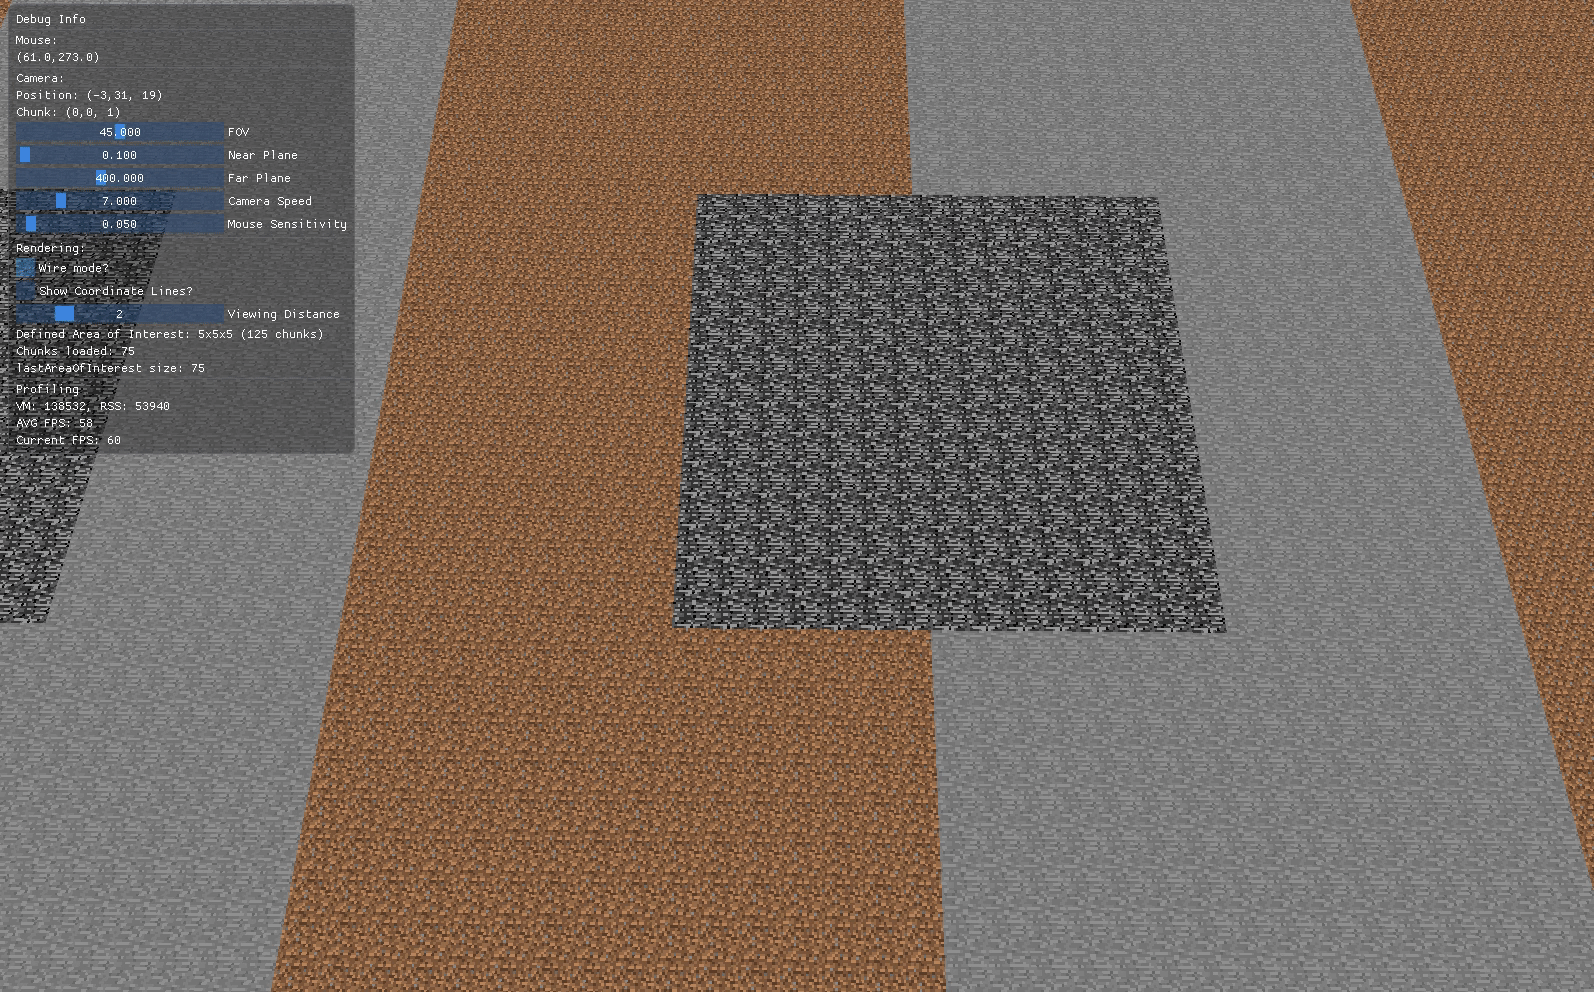 Debug Info
Mouse:
(61.0,273.0)
Camera:
Position: (-3,31, 19)
Chunk: (0,0, 1)
45.000 FOV
0.100 Near Plane
400.000 Far Plane
7.000 Camera Speed
0.050 Mouse Sensitivity
Rendering:
Wire mode?
Show Coordinate Lines?
2 Viewing Distance
Defined Area of Interest: 5x5x5 (125 chunks)
Chunks loaded: 75
lastAreaOfInterest size: 75
Profiling
VM: 138532, RSS: 53940
AVG FPS: 58
Current FPS: 60